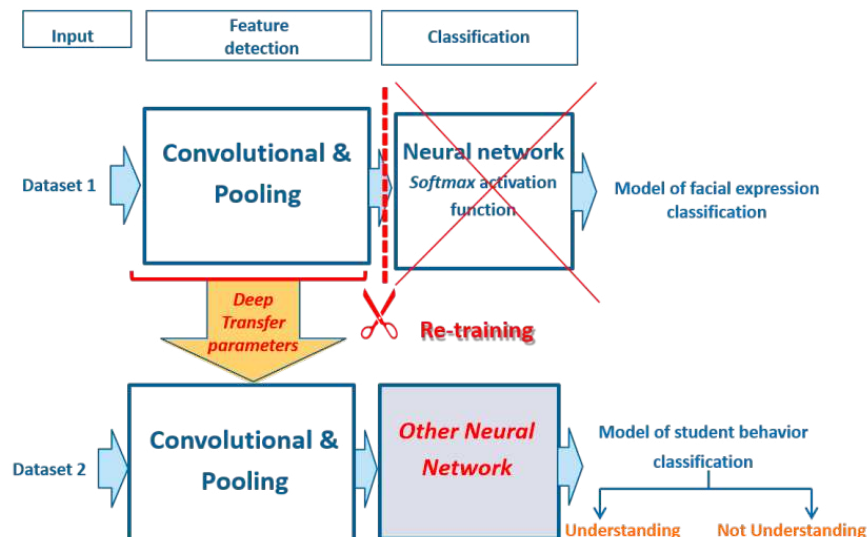 Input
Feature
detection
Classification
Dataset 1
Convolutional &
Pooling
Neural network
Softmax activation
function
Model of facial expression
classification
Deep
Transfer
parameters
Re-training
Dataset 2
Convolutional &
Pooling
Other Neural
Network
Model of student behavior
classification
Understanding
Not Understanding